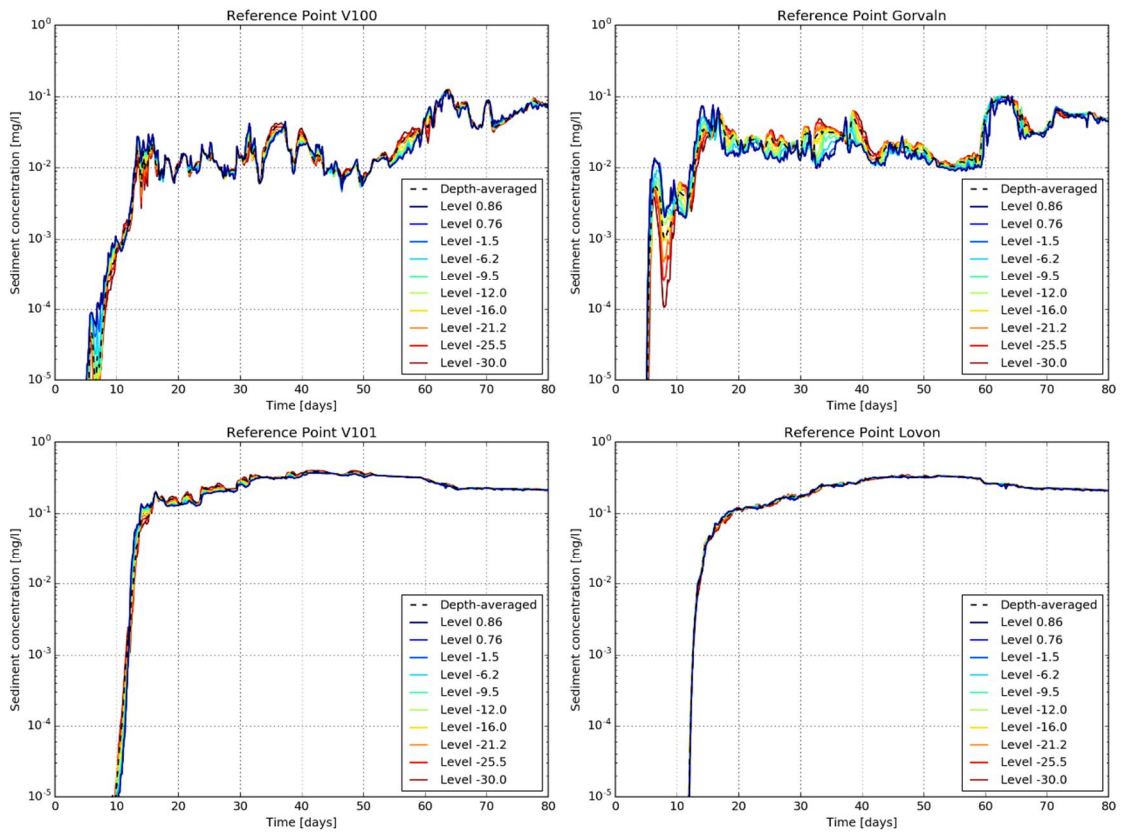 Reference Point V100
Sediment concentration [mg/l]
10^0
10^-1
10^-2
10^-3
10^-4
10^-5
Depth-averaged
Level 0.86
Level 0.76
Level -1.5
Level -6.2
Level -9.5
Level -12.0
Level -16.0
Level -21.2
Level -25.5
Level -30.0
0 10 20 30 40 50 60 70 80
Time [days]
Reference Point Gorvaln
Sediment concentration [mg/l]
10^0
10^-1
10^-2
10^-3
10^-4
10^-5
Depth-averaged
Level 0.86
Level 0.76
Level -1.5
Level -6.2
Level -9.5
Level -12.0
Level -16.0
Level -21.2
Level -25.5
Level -30.0
0 10 20 30 40 50 60 70 80
Time [days]
Reference Point V101
Sediment concentration [mg/l]
10^0
10^-1
10^-2
10^-3
10^-4
10^-5
Depth-averaged
Level 0.86
Level 0.76
Level -1.5
Level -6.2
Level -9.5
Level -12.0
Level -16.0
Level -21.2
Level -25.5
Level -30.0
0 10 20 30 40 50 60 70 80
Time [days]
Reference Point Lovon
Sediment concentration [mg/l]
10^0
10^-1
10^-2
10^-3
10^-4
10^-5
Depth-averaged
Level 0.86
Level 0.76
Level -1.5
Level -6.2
Level -9.5
Level -12.0
Level -16.0
Level -21.2
Level -25.5
Level -30.0
0 10 20 30 40 50 60 70 80
Time [days]